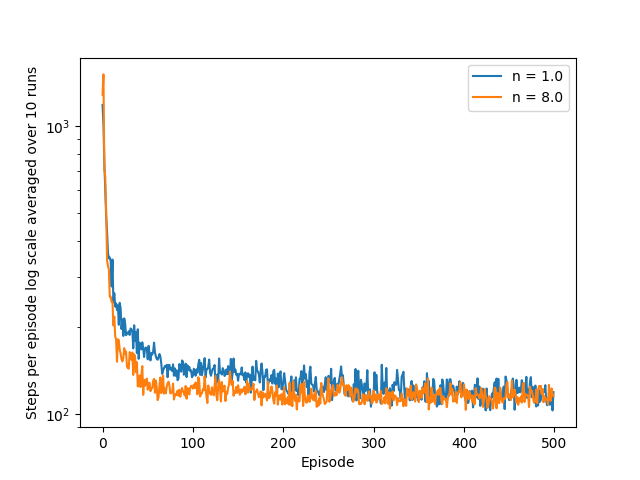 Steps per episode log scale averaged over 10 runs
10³
10²
n = 1.0
n = 8.0
0
100
200
300
400
500
Episode